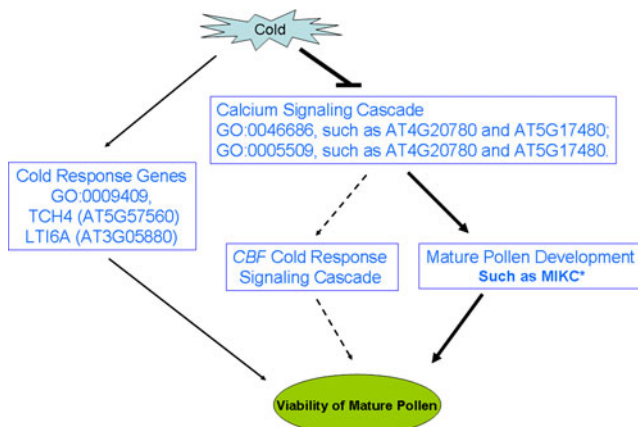 Cold
Calcium Signaling Cascade
GO:0046686, such as AT4G20780 and AT5G17480;
GO:0005509, such as AT4G20780 and AT5G17480.
Cold Response Genes
GO:0009409,
TCH4 (AT5G57560)
LTI6A (AT3G05880)
CBF Cold Response
Signaling Cascade
Mature Pollen Development
Such as MIKC*
Viability of Mature Pollen